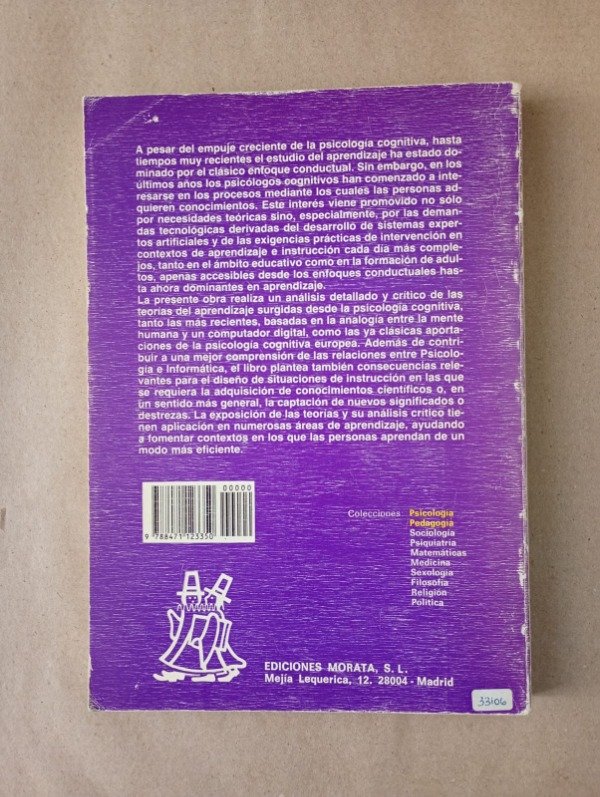 A pesar del empuje creciente de la psicología cognitiva, hasta
tiempos muy recientes el estudio del aprendizaje ha estado do-
minado por el clásico enfoque conductual. Sin embargo, en los
últimos años los psicólogos cognitivos han comenzado a inte-
resarse en los procesos mediante los cuales las personas ad-
quieren conocimientos. Este interés viene promovido no sólo
por necesidades teóricas sino, especialmente, por las deman-
das tecnológicas derivadas del desarrollo de sistemas exper-
tos artificiales y de las exigencias prácticas de intervención en
contextos de aprendizaje e instrucción cada día más comple-
jos, tanto en el ámbito educativo como en la formación de adul-
tos, apenas accesibles desde los enfoques conductuales has-
ta ahora dominantes en aprendizaje.
La presente obra realiza un análisis detallado y crítico de las
teorías del aprendizaje surgidas desde la psicología cognitiva,
tanto las más recientes, basadas en la analogía entre la mente
humana y un computador digital, como las ya clásicas aporta-
ciones de la psicología cognitiva europea. Además de contri-
buir a una mejor comprensión de las relaciones entre Psicolo-
gía e Informática, el libro plantea también consecuencias rele-
vantes para el diseño de situaciones de instrucción en las que
se requiera la adquisición de conocimientos científicos o, en
un sentido más general, la captación de nuevos significados o
destrezas. La exposición de las teorías y su análisis crítico tie-
nen aplicación en numerosas áreas de aprendizaje, ayudando
a fomentar contextos en los que las personas aprendan de un
modo más eficiente.
00000
9 788471 123350
Colecciones: Psicología
Pedagogía
Sociología
Psiquiatría
Matemáticas
Medicina
Sexología
Filosofía
Religión
Política
EDICIONES MORATA, S. L.
Mejía Lequerica, 12. 28004 - Madrid
33106